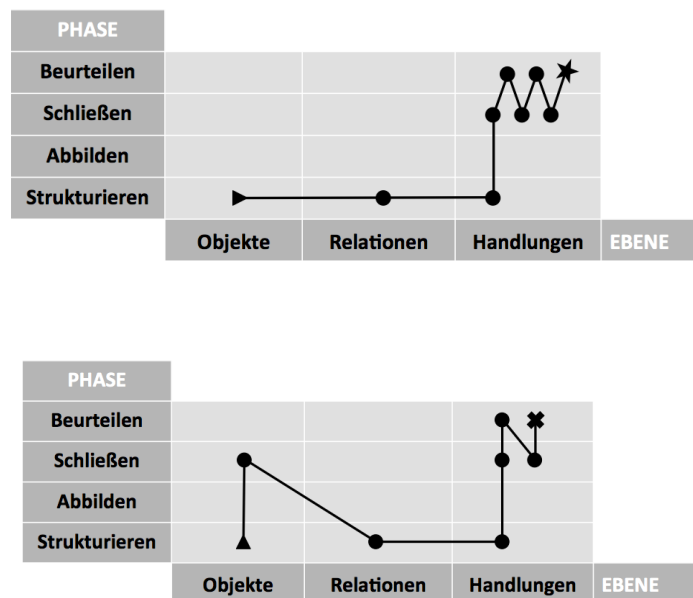 PHASE
Beurteilen
Schließen
Abbilden
Strukturieren
Objekte Relationen Handlungen EBENE
PHASE
Beurteilen
Schließen
Abbilden
Strukturieren
Objekte Relationen Handlungen EBENE